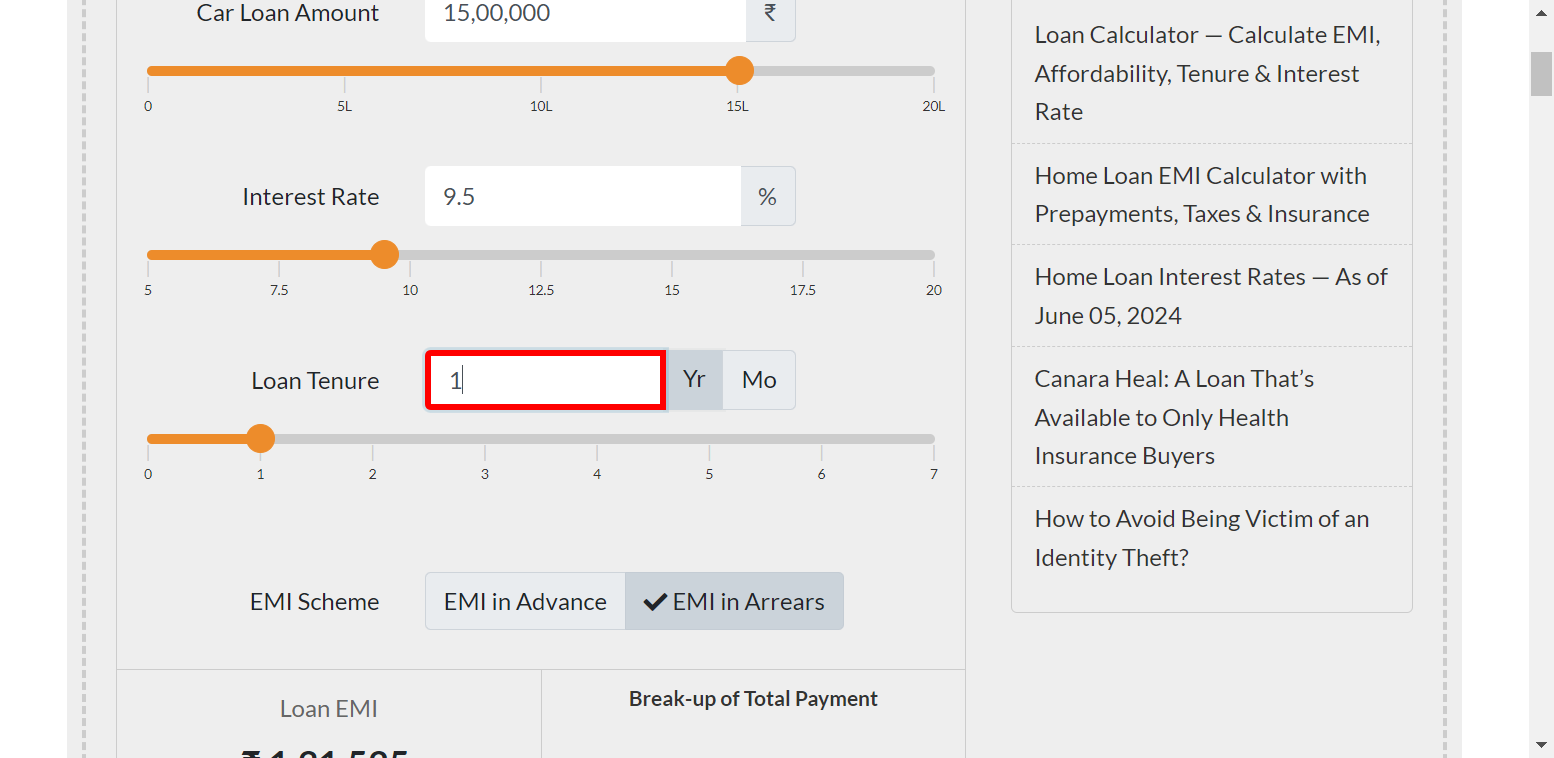 Car Loan Amount 15,00,000 ₹
0 5L 10L 15L 20L
Interest Rate 9.5 %
5 7.5 10 12.5 15 17.5 20
Loan Tenure 1 Yr Mo
0 1 2 3 4 5 6 7
EMI Scheme EMI in Advance ✔ EMI in Arrears
Loan EMI
Break-up of Total Payment
Loan Calculator — Calculate EMI,
Affordability, Tenure & Interest
Rate
Home Loan EMI Calculator with
Prepayments, Taxes & Insurance
Home Loan Interest Rates — As of
June 05, 2024
Canara Heal: A Loan That’s
Available to Only Health
Insurance Buyers
How to Avoid Being Victim of an
Identity Theft?